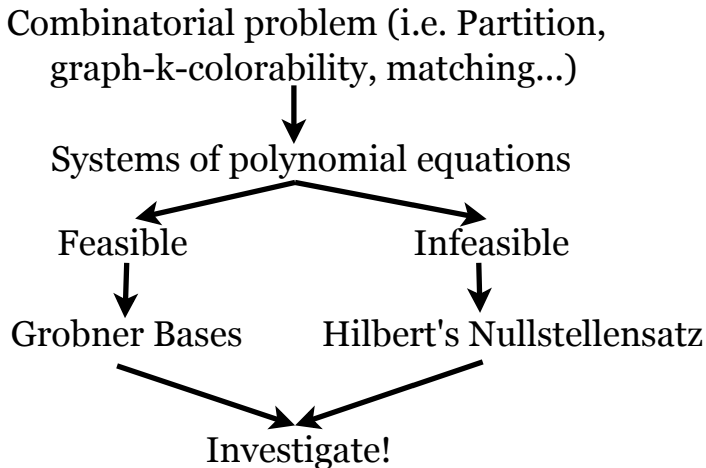 Combinatorial problem (i.e. Partition,
graph-k-colorability, matching...)
Systems of polynomial equations
Feasible
Infeasible
Grobner Bases
Hilbert's Nullstellensatz
Investigate!